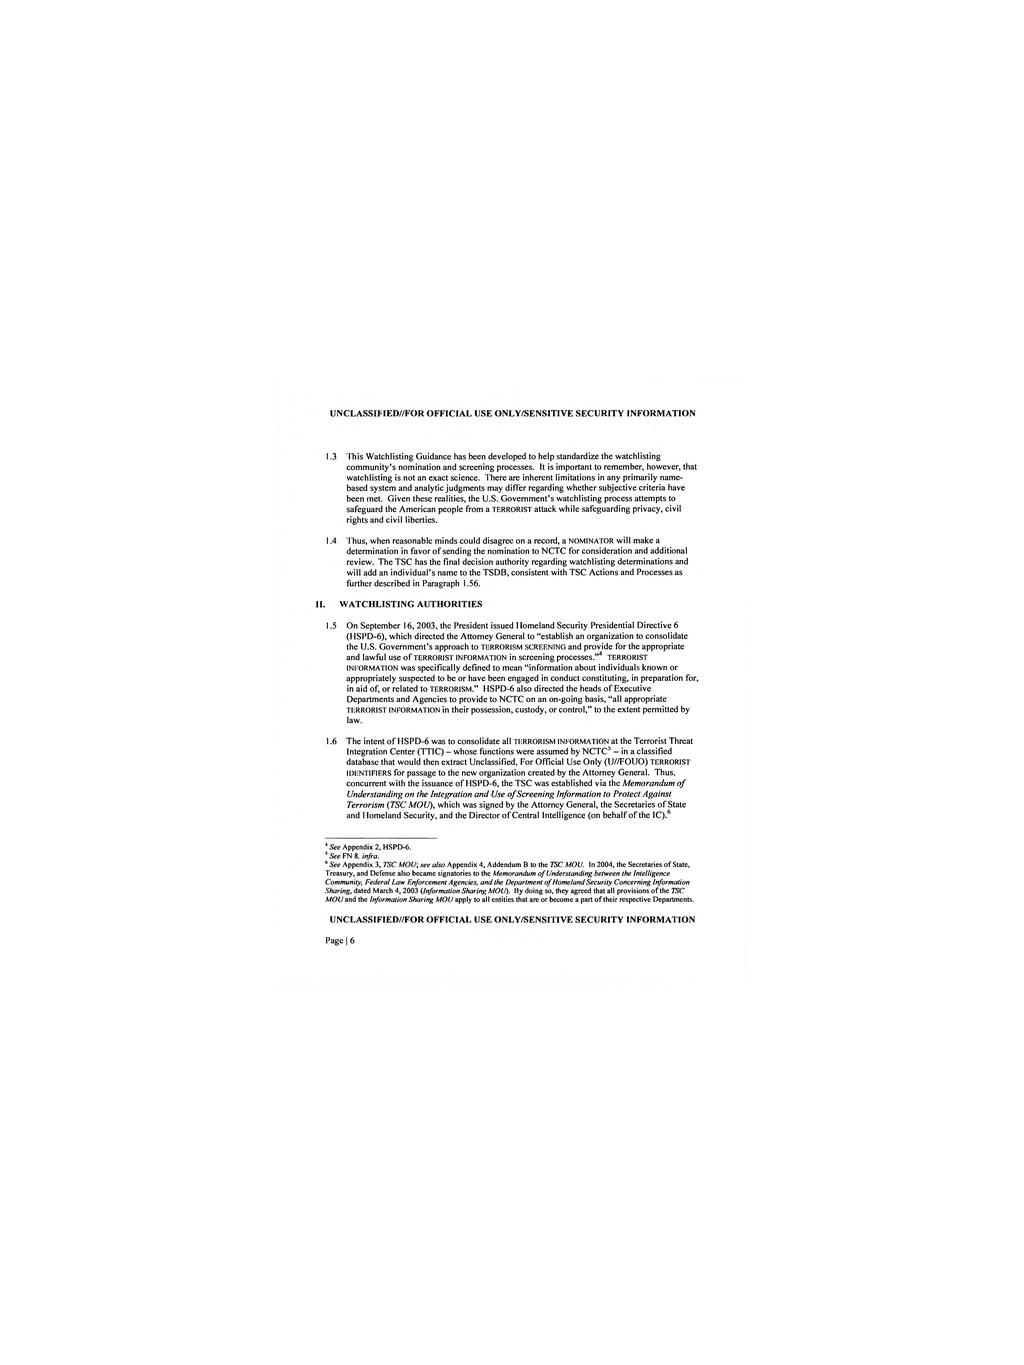 UNCLASSIFIED//FOR OFFICIAL USE ONLY/SENSITIVE SECURITY INFORMATION
1.3 This Watchlisting Guidance has been developed to help standardize the watchlisting
community's nomination and screening processes. It is important to remember, however, that
watchlisting is not an exact science. There are inherent limitations in any primarily name-
based system and analytic judgments may differ regarding whether subjective criteria have
been met. Given these realities, the U.S. Government's watchlisting process attempts to
safeguard the American people from a TERRORIST attack while safeguarding privacy, civil
rights and civil liberties.
1.4 Thus, when reasonable minds could disagree on a record, a NOMINATOR will make a
determination in favor of sending the nomination to NCTC for consideration and additional
review. The TSC has the final decision authority regarding watchlisting determinations and
will add an individual's name to the TSDB, consistent with TSC Actions and Processes as
further described in Paragraph 1.56.
II. WATCHLISTING AUTHORITIES
1.5 On September 16, 2003, the President issued Homeland Security Presidential Directive 6
(HSPD-6), which directed the Attorney General to "establish an organization to consolidate
the U.S. Government's approach to TERRORISM SCREENING and provide for the appropriate
and lawful use of TERRORIST INFORMATION in screening processes."4 TERRORIST
INFORMATION was specifically defined to mean "information about individuals known or
appropriately suspected to be or have been engaged in conduct constituting, in preparation for,
in aid of, or related to TERRORISM." HSPD-6 also directed the heads of Executive
Departments and Agencies to provide to NCTC on an on-going basis, "all appropriate
TERRORIST INFORMATION in their possession, custody, or control," to the extent permitted by
law.
1.6 The intent of HSPD-6 was to consolidate all TERRORISM INFORMATION at the Terrorist Threat
Integration Center (TTIC) – whose functions were assumed by NCTC5 – in a classified
database that would then extract Unclassified, For Official Use Only (U//FOUO) TERRORIST
IDENTIFIERS for passage to the new organization created by the Attorney General. Thus,
concurrent with the issuance of HSPD-6, the TSC was established via the Memorandum of
Understanding on the Integration and Use of Screening Information to Protect Against
Terrorism (TSC MOU), which was signed by the Attorney General, the Secretaries of State
and Homeland Security, and the Director of Central Intelligence (on behalf of the IC).6
4 See Appendix 2, HSPD-6.
5 See FN 8, infra.
6 See Appendix 3, TSC MOU; see also Appendix 4, Addendum B to the TSC MOU. In 2004, the Secretaries of State,
Treasury, and Defense also became signatories to the Memorandum of Understanding between the Intelligence
Community, Federal Law Enforcement Agencies, and the Department of Homeland Security Concerning Information
Sharing, dated March 4, 2003 (Information Sharing MOU). By doing so, they agreed that all provisions of the TSC
MOU and the Information Sharing MOU apply to all entities that are or become a part of their respective Departments.
UNCLASSIFIED//FOR OFFICIAL USE ONLY/SENSITIVE SECURITY INFORMATION
Page | 6